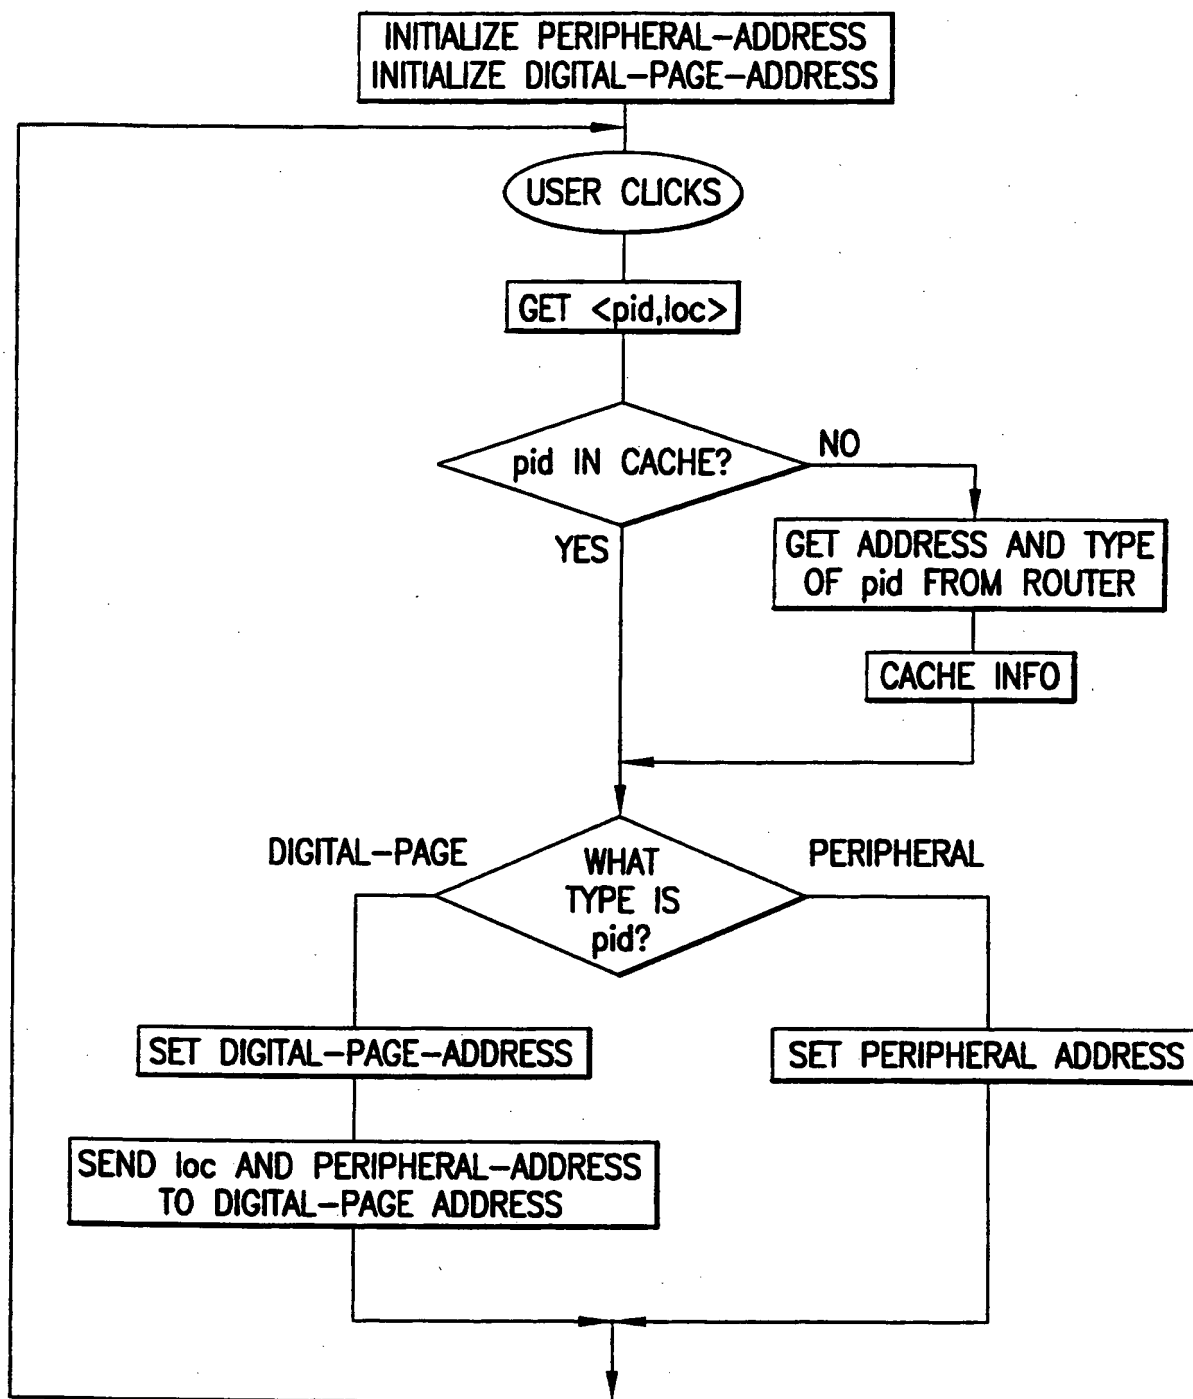 INITIALIZE PERIPHERAL-ADDRESS
INITIALIZE DIGITAL-PAGE-ADDRESS
USER CLICKS
GET <pid,loc>
pid IN CACHE?
NO
YES
GET ADDRESS AND TYPE
OF pid FROM ROUTER
CACHE INFO
DIGITAL-PAGE
WHAT
TYPE IS
pid?
PERIPHERAL
SET DIGITAL-PAGE-ADDRESS
SET PERIPHERAL ADDRESS
SEND loc AND PERIPHERAL-ADDRESS
TO DIGITAL-PAGE ADDRESS